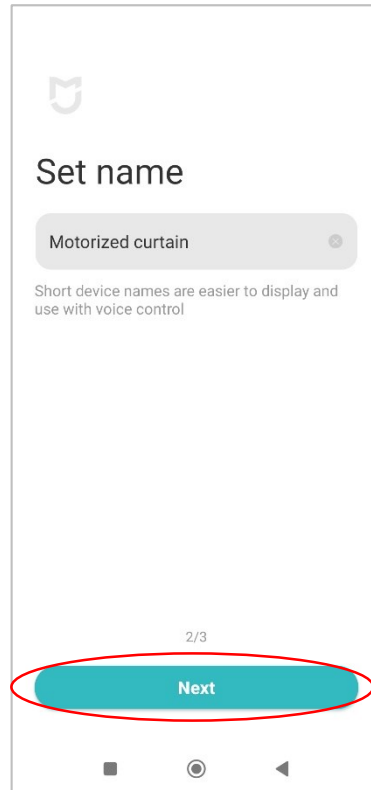 Set name
Motorized curtain
Short device names are easier to display and
use with voice control
2/3
Next